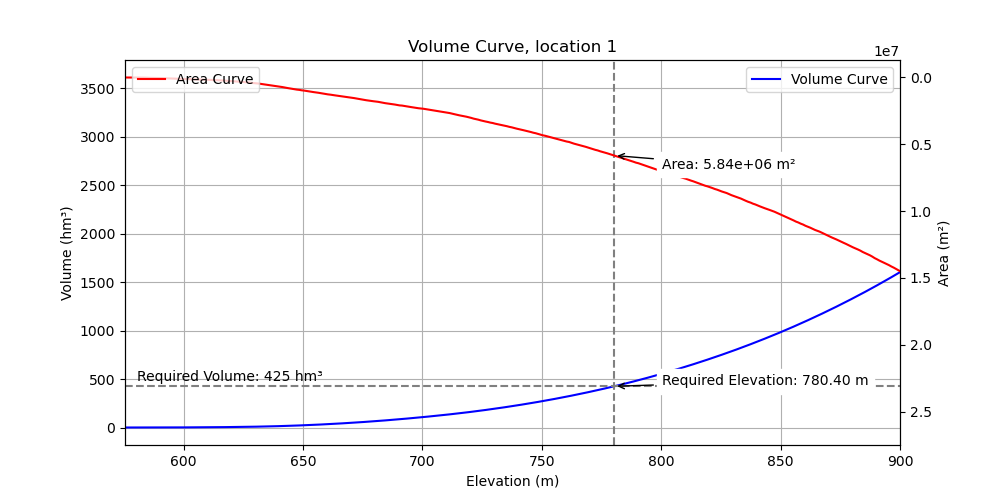 Volume Curve, location 1
1e7
Area Curve
Volume Curve
3500
3000
2500
2000
1500
1000
500
0
Volume (hm³)
0.0
0.5
1.0
1.5
2.0
2.5
Area (m²)
Area: 5.84e+06 m²
Required Volume: 425 hm³
Required Elevation: 780.40 m
600
650
700
750
800
850
900
Elevation (m)